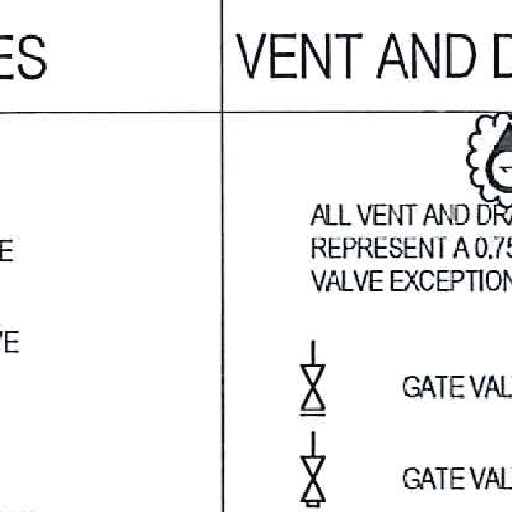 ES
VENT AND D
ALL VENT AND DRA
REPRESENT A 0.75
VALVE EXCEPTION
E
VE
GATE VAL
GATE VAL